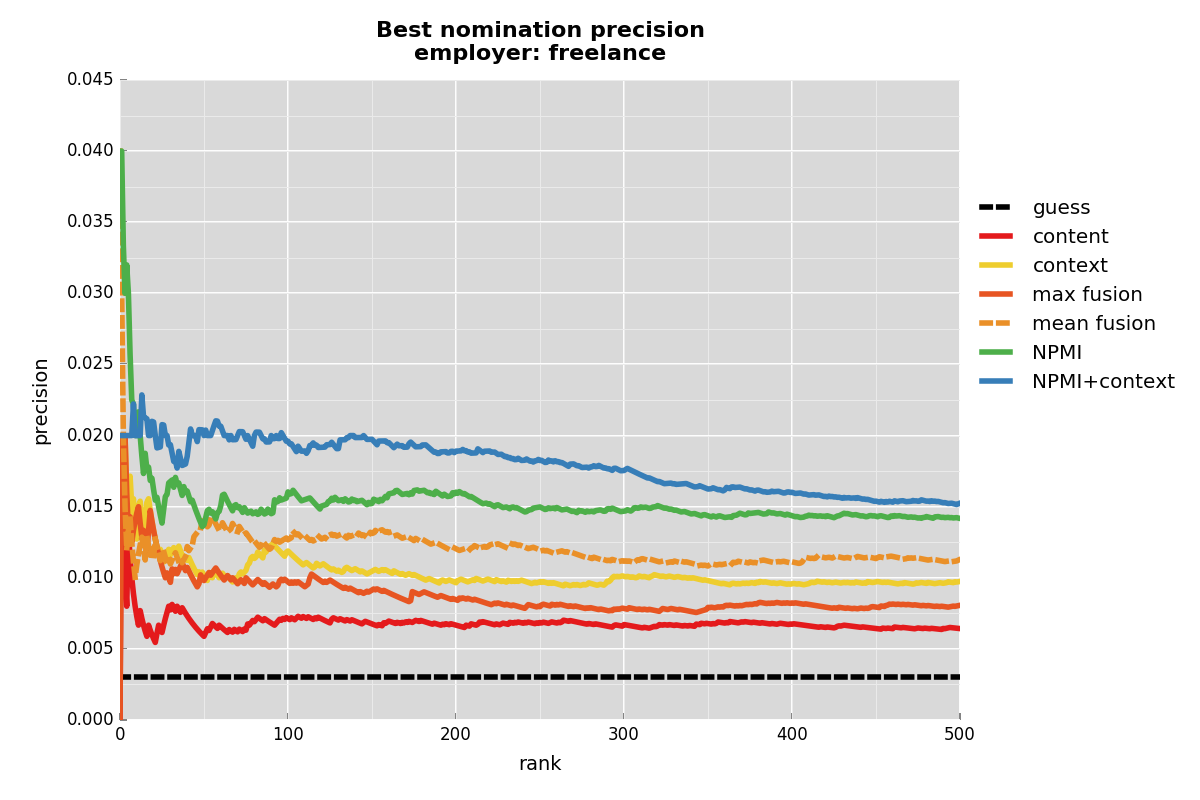 Best nomination precision
employer: freelance
0.045
0.040
0.035
0.030
0.025
0.020
0.015
0.010
0.005
0.000
precision
0
100
200
300
400
500
rank
guess
content
context
max fusion
mean fusion
NPMI
NPMI+context